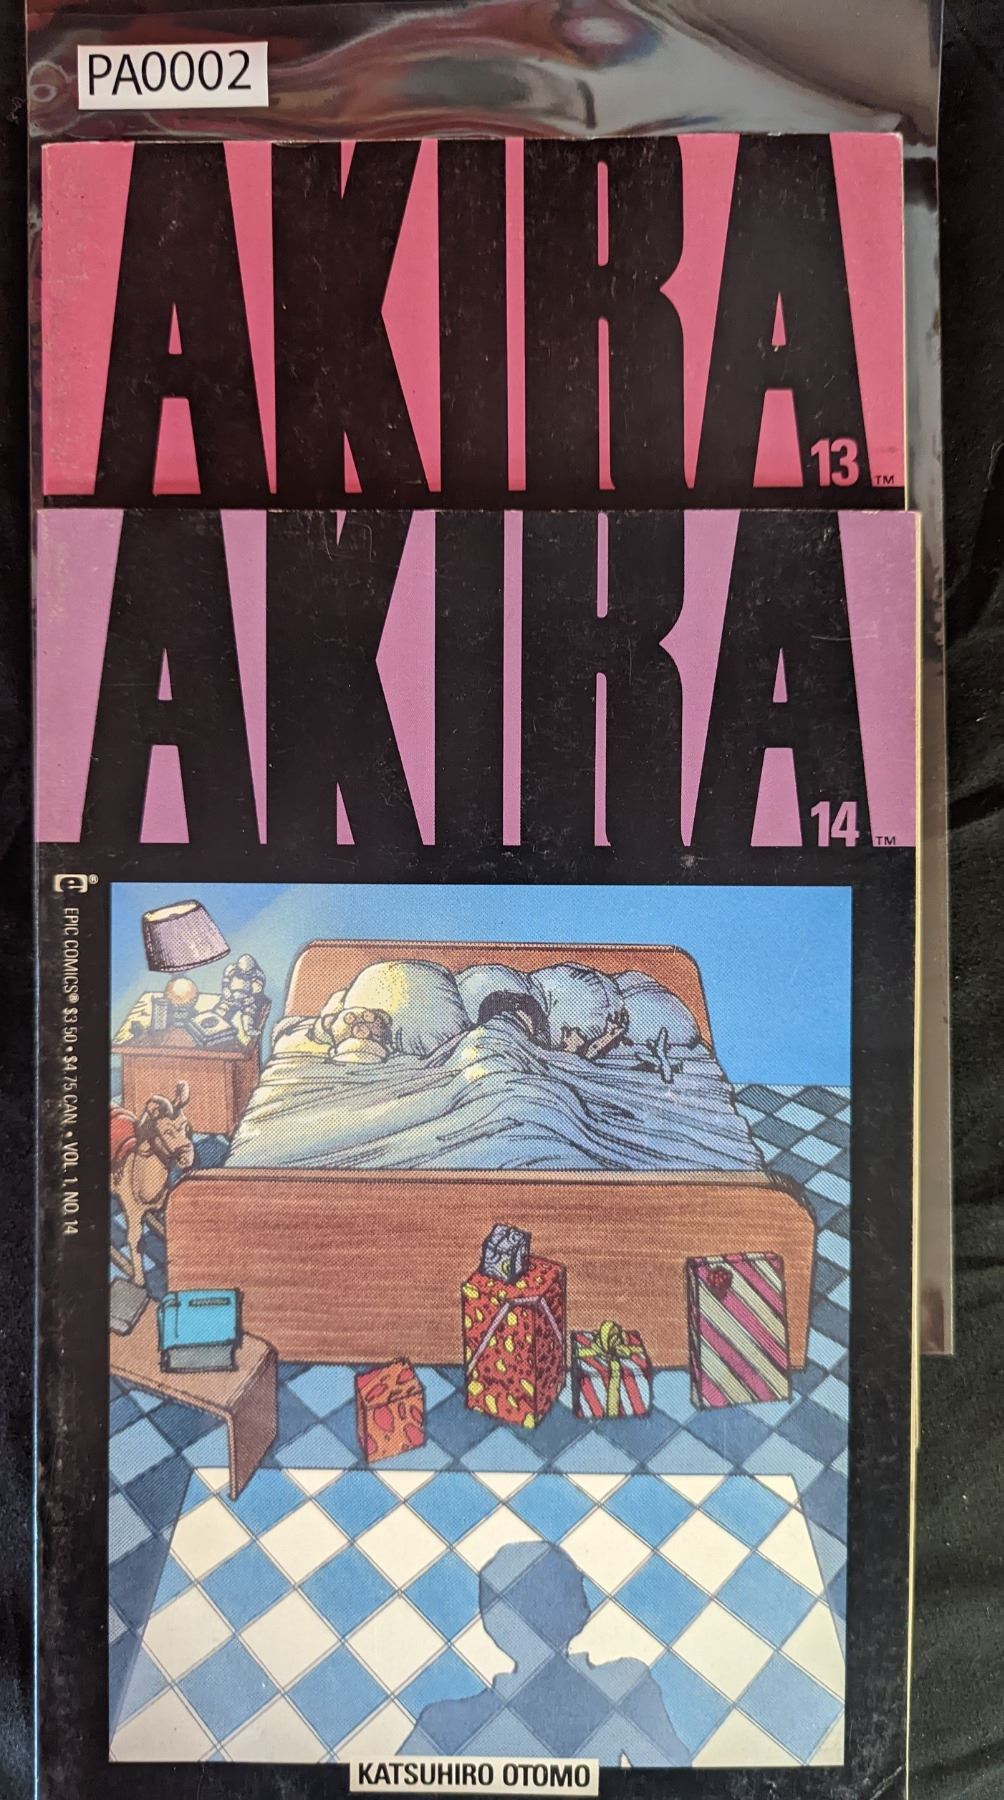 PA0002
AKIRA
13 ™
AKIRA
14 ™
e®
EPIC COMICS® $3.50 • $4.75 CAN • VOL. 1, NO. 14
KATSUHIRO OTOMO